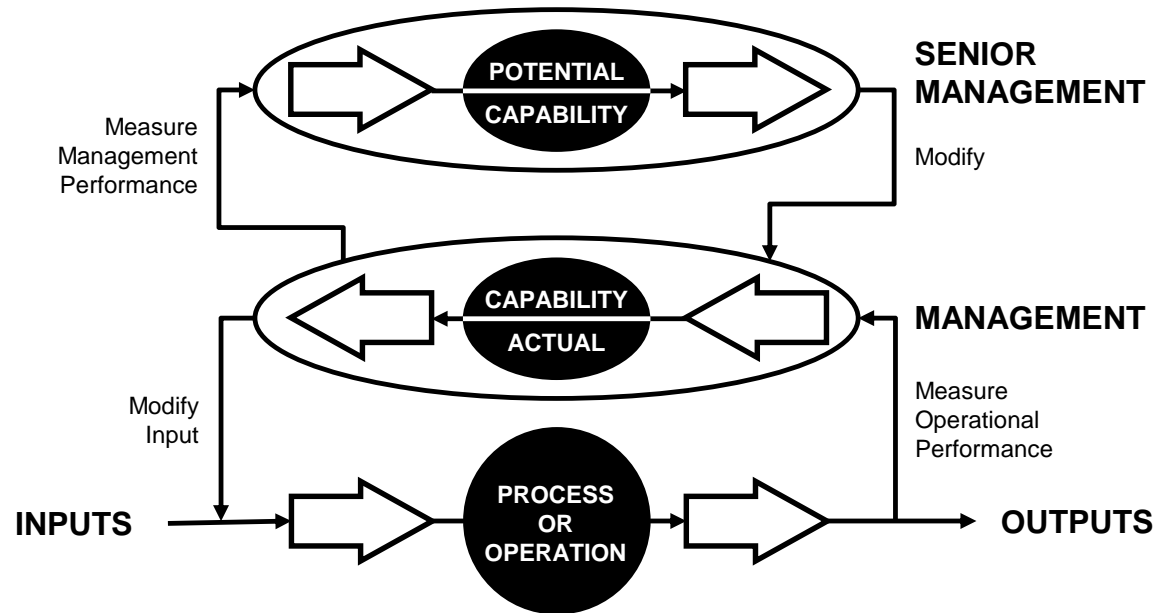 POTENTIAL
CAPABILITY
SENIOR
MANAGEMENT
Measure
Management
Performance
Modify
CAPABILITY
ACTUAL
MANAGEMENT
Modify
Input
Measure
Operational
Performance
INPUTS
PROCESS
OR
OPERATION
OUTPUTS